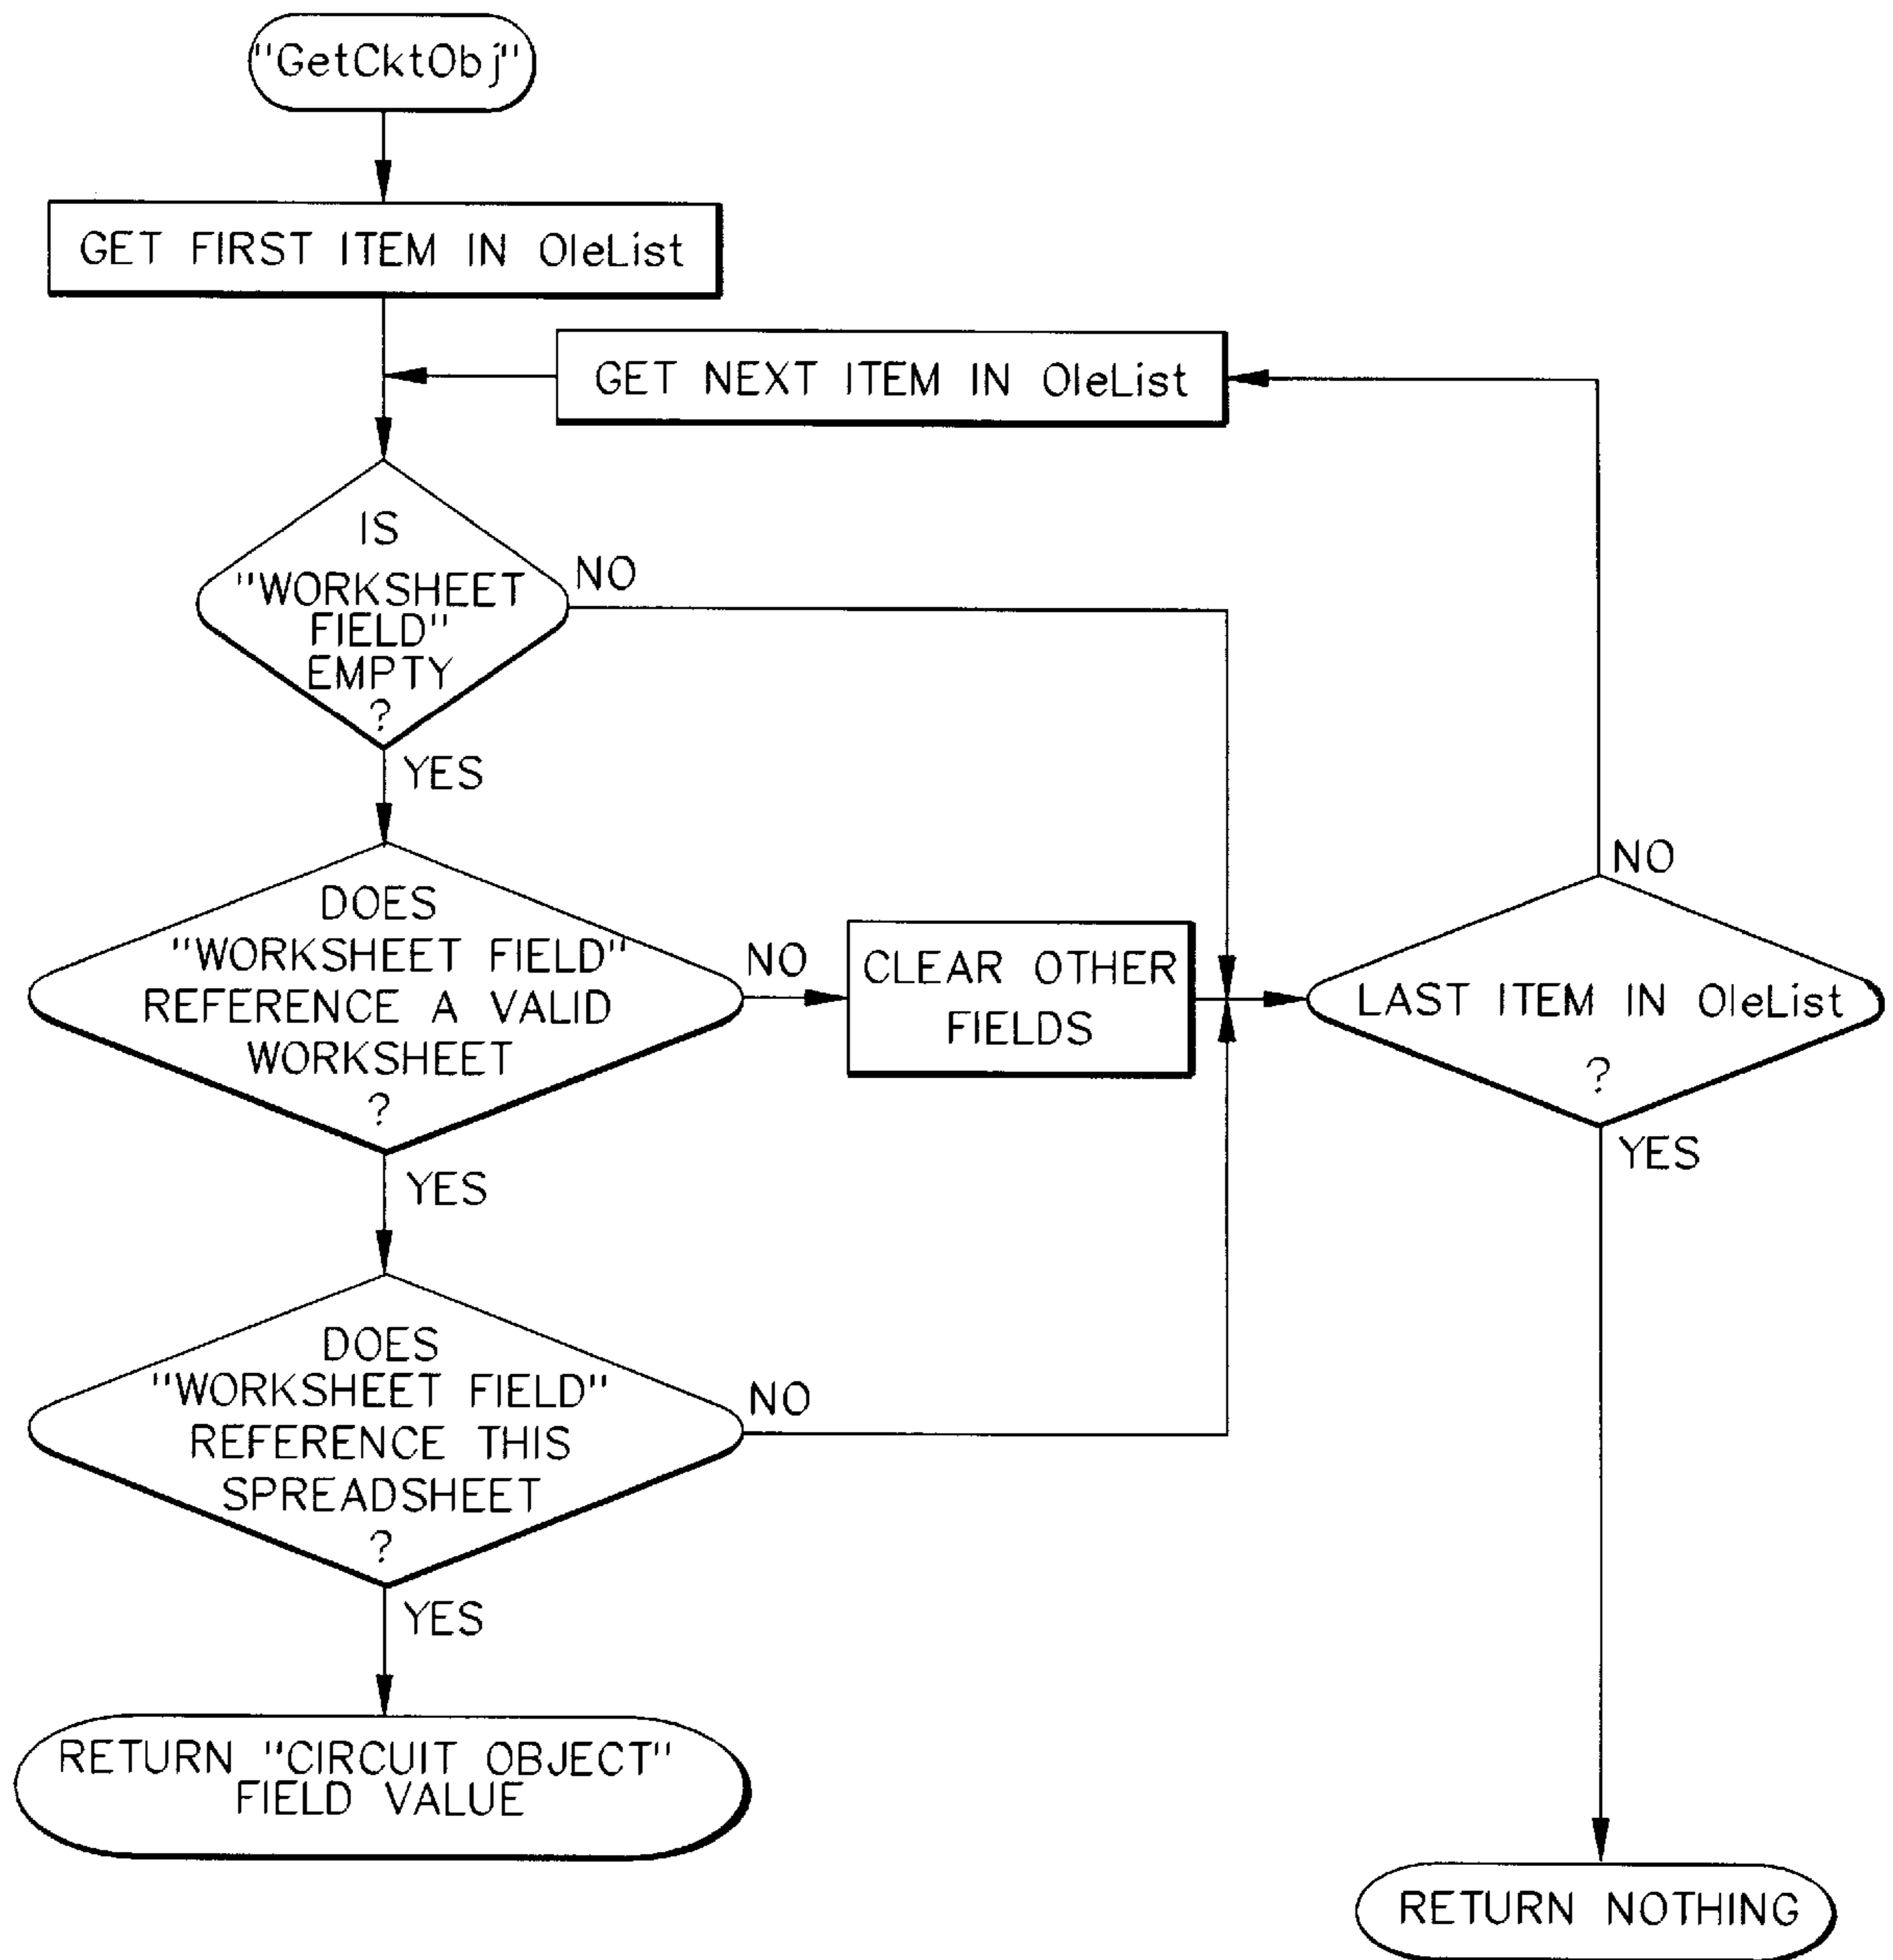 "GetCktObj"
GET FIRST ITEM IN OleList
GET NEXT ITEM IN OleList
IS
"WORKSHEET
FIELD"
EMPTY
?
NO
YES
DOES
"WORKSHEET FIELD"
REFERENCE A VALID
WORKSHEET
?
NO
YES
CLEAR OTHER
FIELDS
NO
LAST ITEM IN OleList
?
YES
DOES
"WORKSHEET FIELD"
REFERENCE THIS
SPREADSHEET
?
NO
YES
RETURN "CIRCUIT OBJECT"
FIELD VALUE
RETURN NOTHING